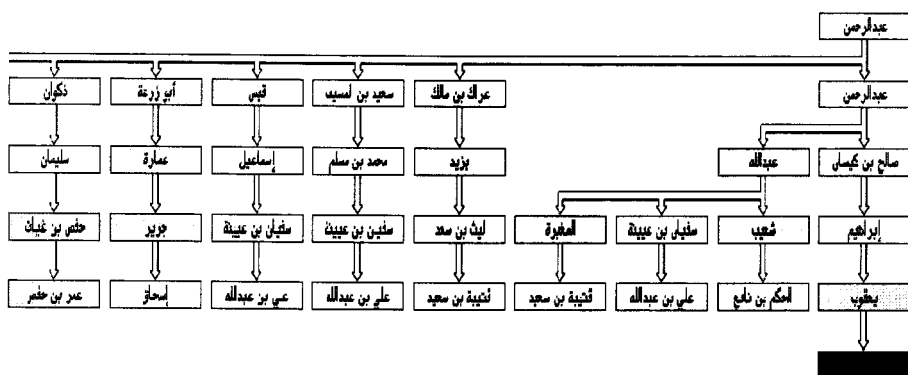 عبدالرحمن
عبدالرحمن
عراك بن مالك
سعيد بن المسيب
قيس
أبو زرعة
ذكوان
صالح بن كيسان
عبدالله
يزيد
محمد بن مسلم
إسماعيل
عمارة
سليمان
إبراهيم
شعيب
سفيان بن عيينة
المغيرة
ليث بن سعد
سفيان بن عيينة
سفيان بن عيينة
جرير
حفص بن غياث
يعقوب
الحكم بن نافع
علي بن عبدالله
قتيبة بن سعيد
قتيبة بن سعيد
علي بن عبدالله
علي بن عبدالله
إسحاق
عمر بن حفص